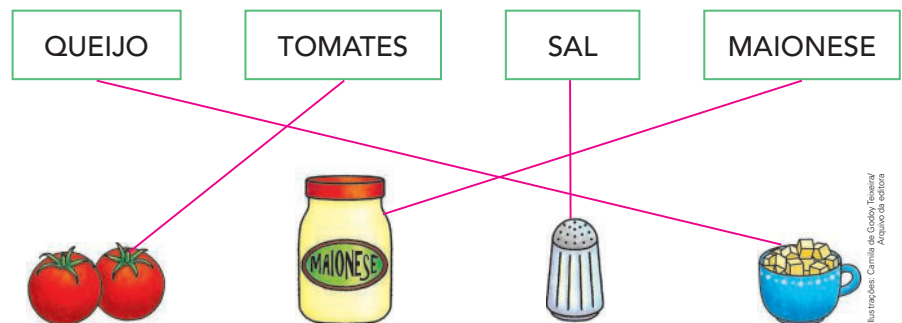 QUEIJO
TOMATES
SAL
MAIONESE
MAIONESE
Ilustrações: Camila de Godoy Teixeira/
Arquivo da editora